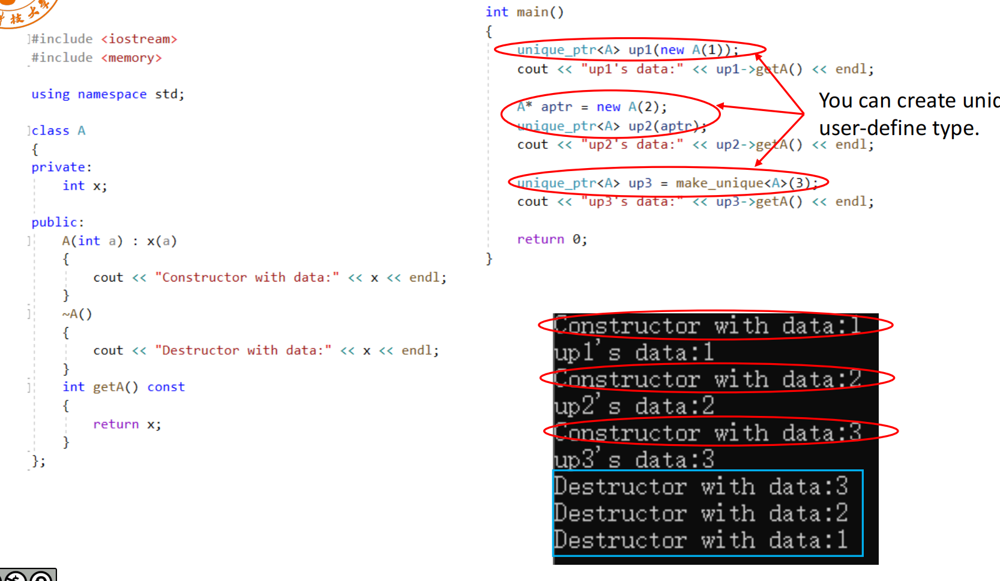 技大学
#include <iostream>
#include <memory>
using namespace std;
class A
{
private:
int x;
public:
A(int a) : x(a)
{
cout << "Constructor with data:" << x << endl;
}
~A()
{
cout << "Destructor with data:" << x << endl;
}
int getA() const
{
return x;
}
};
int main()
{
unique_ptr<A> up1(new A(1));
cout << "up1's data:" << up1->getA() << endl;
A* aptr = new A(2);
unique_ptr<A> up2(aptr);
cout << "up2's data:" << up2->getA() << endl;
unique_ptr<A> up3 = make_unique<A>(3);
cout << "up3's data:" << up3->getA() << endl;
return 0;
}
You can create uniq
user-define type.
Constructor with data:1
up1's data:1
Constructor with data:2
up2's data:2
Constructor with data:3
up3's data:3
Destructor with data:3
Destructor with data:2
Destructor with data:1